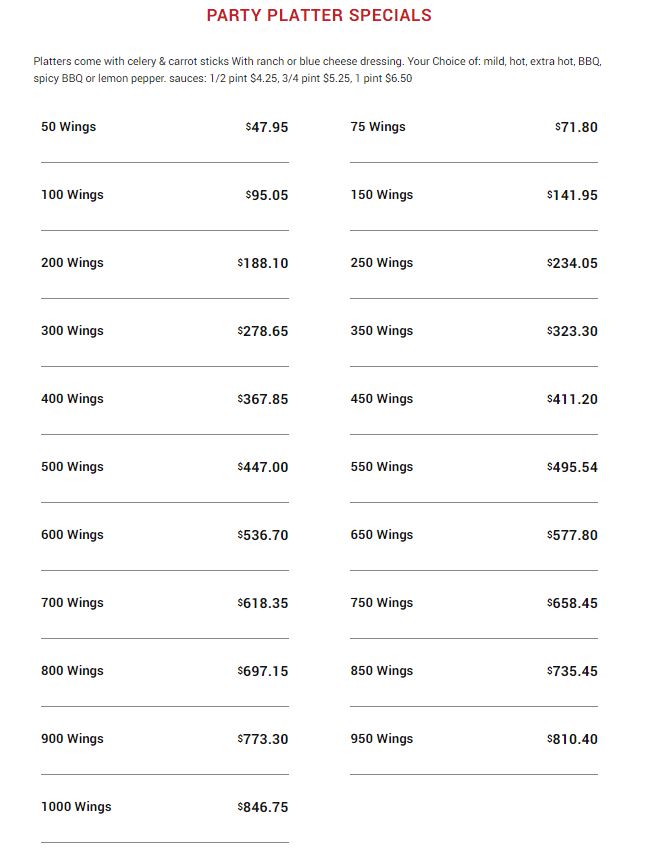 PARTY PLATTER SPECIALS
Platters come with celery & carrot sticks With ranch or blue cheese dressing. Your Choice of: mild, hot, extra hot, BBQ,
spicy BBQ or lemon pepper. sauces: 1/2 pint $4.25, 3/4 pint $5.25, 1 pint $6.50
50 Wings $47.95 75 Wings $71.80
100 Wings $95.05 150 Wings $141.95
200 Wings $188.10 250 Wings $234.05
300 Wings $278.65 350 Wings $323.30
400 Wings $367.85 450 Wings $411.20
500 Wings $447.00 550 Wings $495.54
600 Wings $536.70 650 Wings $577.80
700 Wings $618.35 750 Wings $658.45
800 Wings $697.15 850 Wings $735.45
900 Wings $773.30 950 Wings $810.40
1000 Wings $846.75